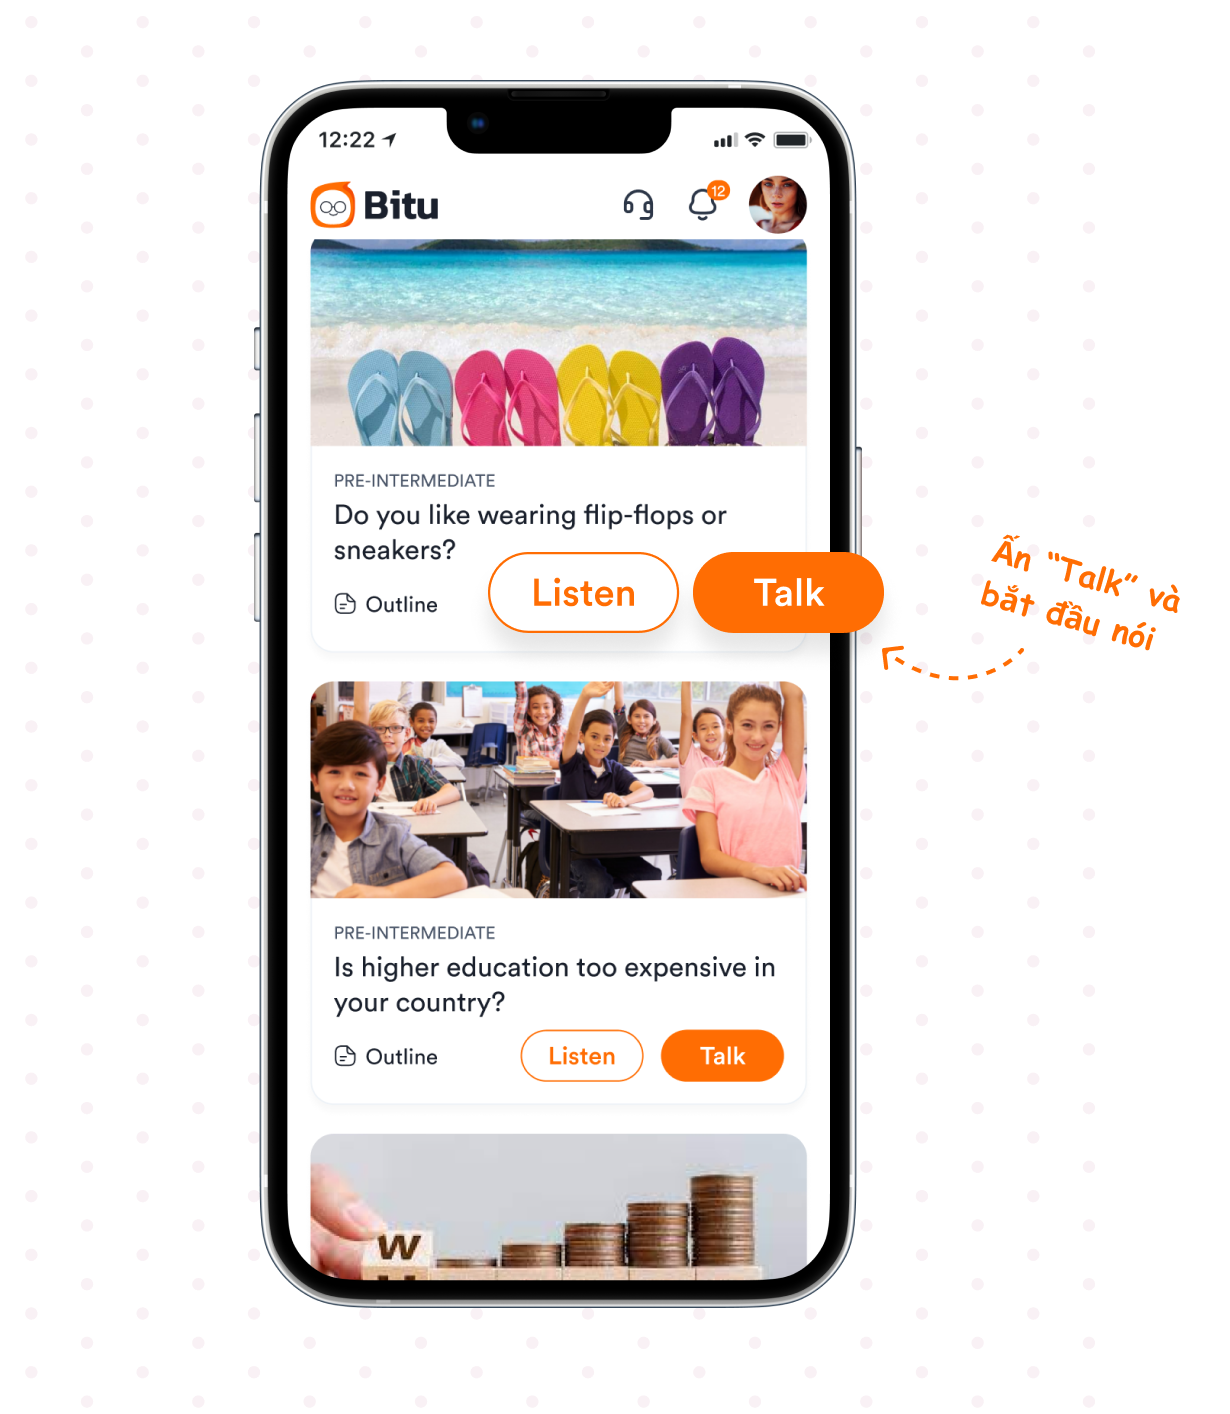 12:22
Bitu
12
PRE-INTERMEDIATE
Do you like wearing flip-flops or
sneakers?
Outline
Listen
Talk
Ấn "Talk" và
bắt đầu nói
PRE-INTERMEDIATE
Is higher education too expensive in
your country?
Outline
Listen
Talk
W